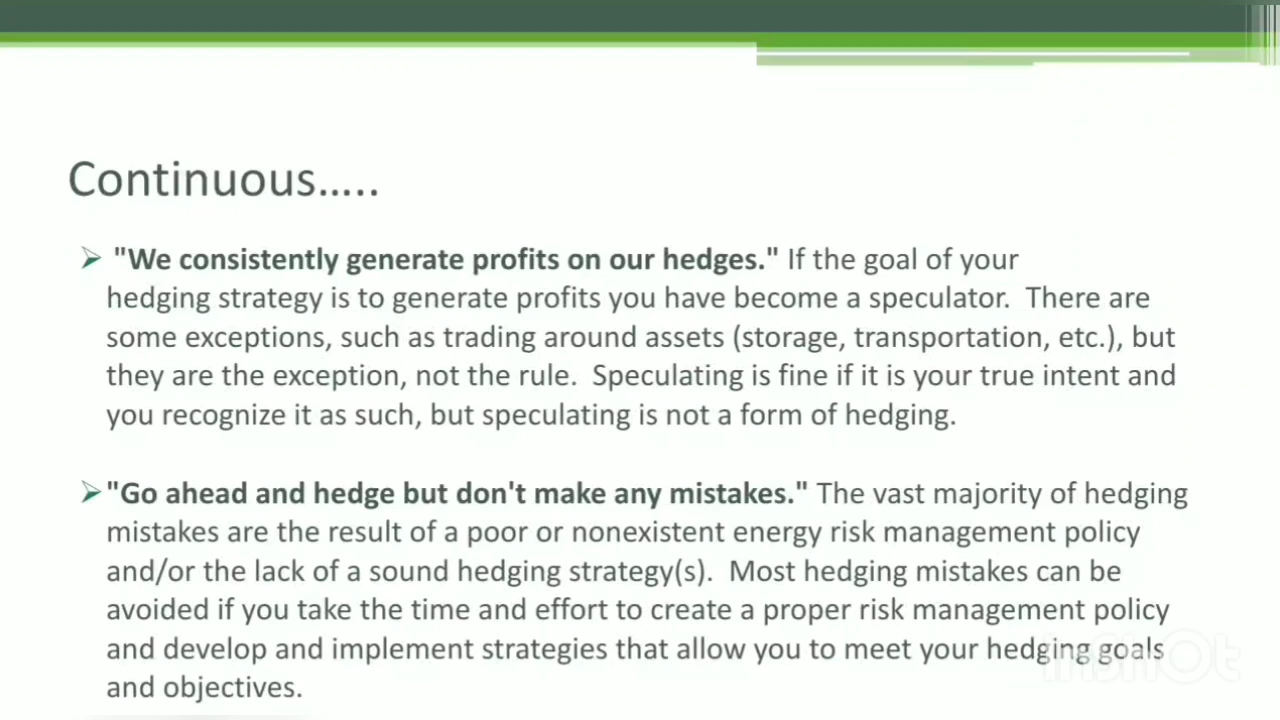 Continuous.....
"We consistently generate profits on our hedges." If the goal of your
hedging strategy is to generate profits you have become a speculator.  There are
some exceptions, such as trading around assets (storage, transportation, etc.), but
they are the exception, not the rule.  Speculating is fine if it is your true intent and
you recognize it as such, but speculating is not a form of hedging.
"Go ahead and hedge but don't make any mistakes." The vast majority of hedging
mistakes are the result of a poor or nonexistent energy risk management policy
and/or the lack of a sound hedging strategy(s).  Most hedging mistakes can be
avoided if you take the time and effort to create a proper risk management policy
and develop and implement strategies that allow you to meet your hedging goals
and objectives.
InShOt